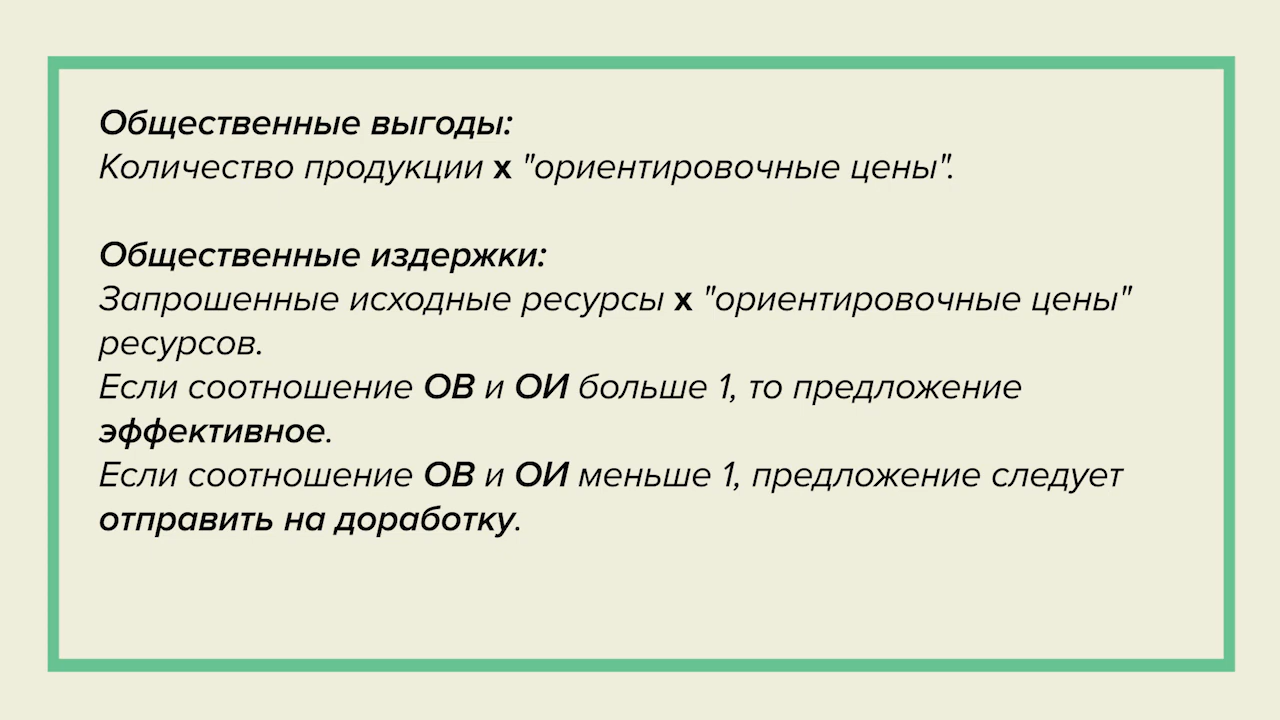 Общественные выгоды:
Количество продукции x "ориентировочные цены".
Общественные издержки:
Запрошенные исходные ресурсы x "ориентировочные цены"
ресурсов.
Если соотношение ОВ и ОИ больше 1, то предложение
эффективное.
Если соотношение ОВ и ОИ меньше 1, предложение следует
отправить на доработку.